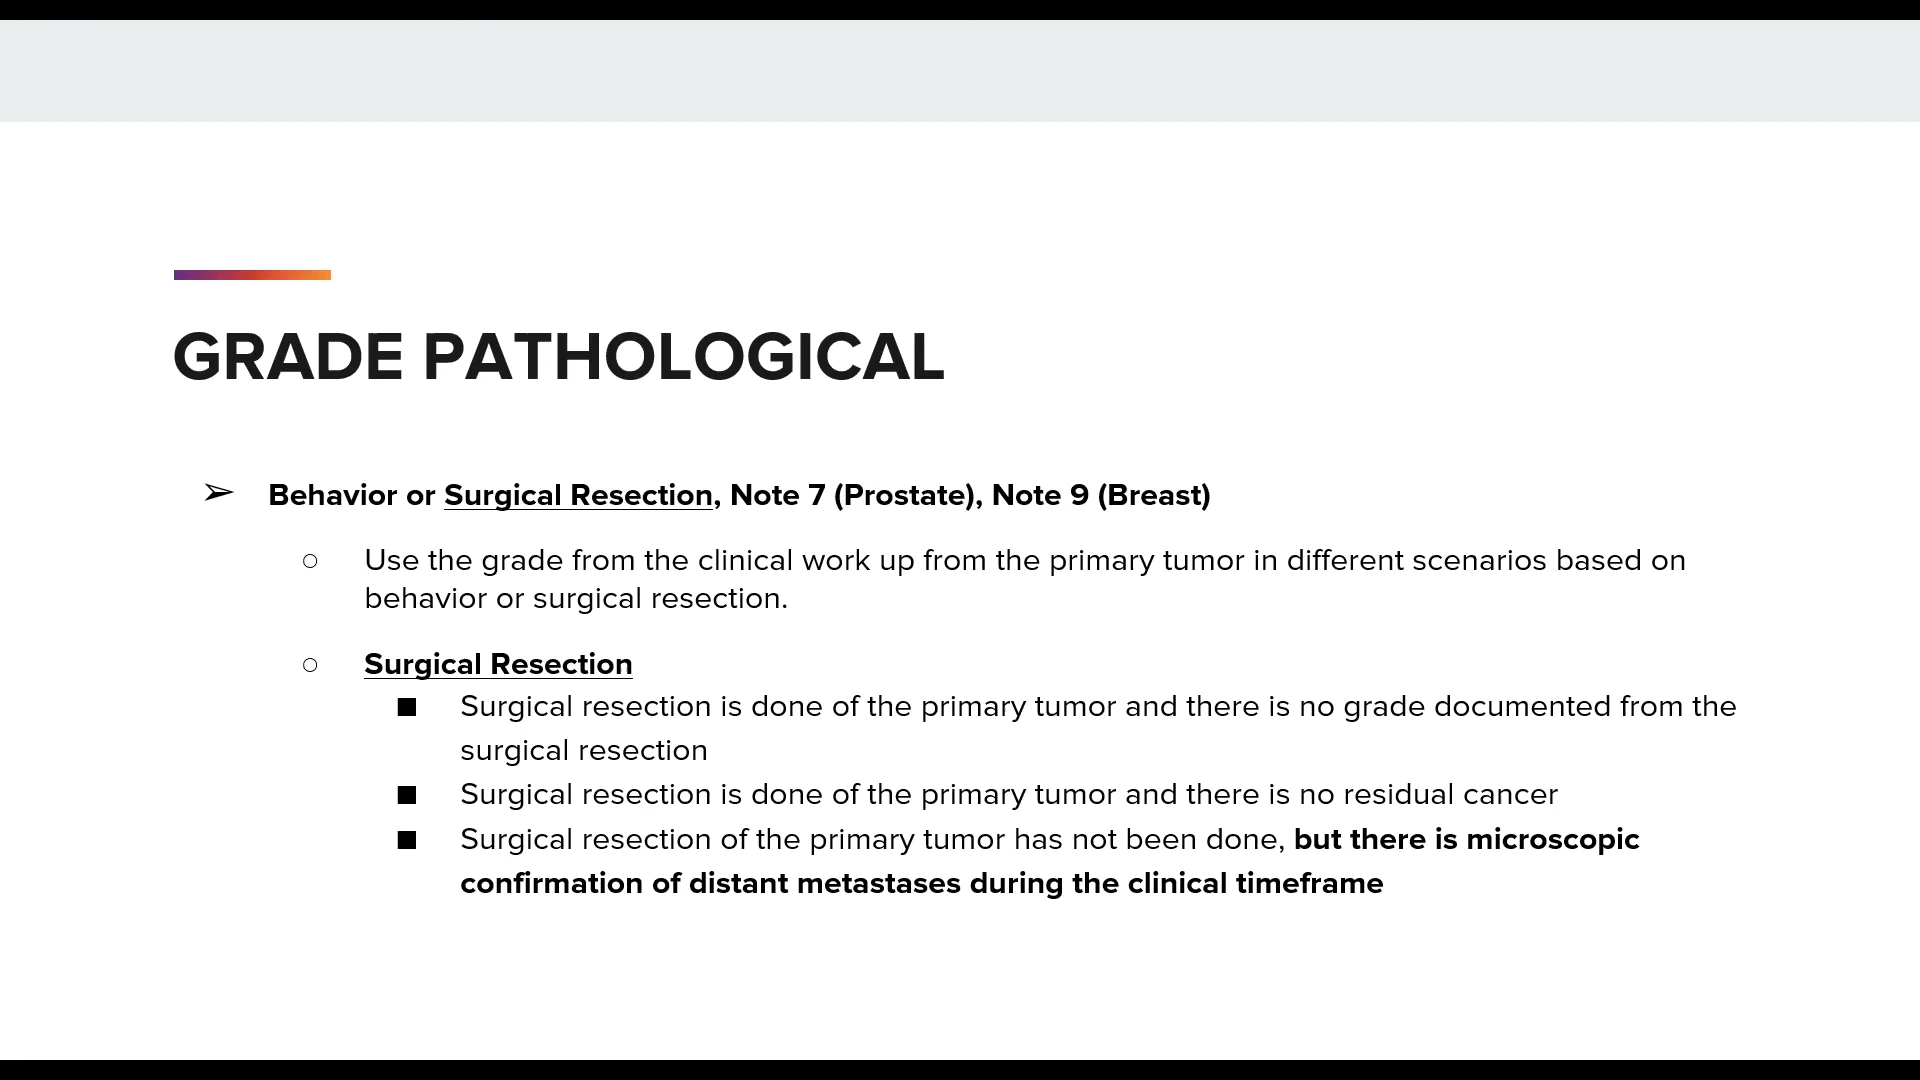 GRADE PATHOLOGICAL
➢ Behavior or Surgical Resection, Note 7 (Prostate), Note 9 (Breast)
○ Use the grade from the clinical work up from the primary tumor in different scenarios based on
behavior or surgical resection.
○ Surgical Resection
■ Surgical resection is done of the primary tumor and there is no grade documented from the
surgical resection
■ Surgical resection is done of the primary tumor and there is no residual cancer
■ Surgical resection of the primary tumor has not been done, but there is microscopic
confirmation of distant metastases during the clinical timeframe